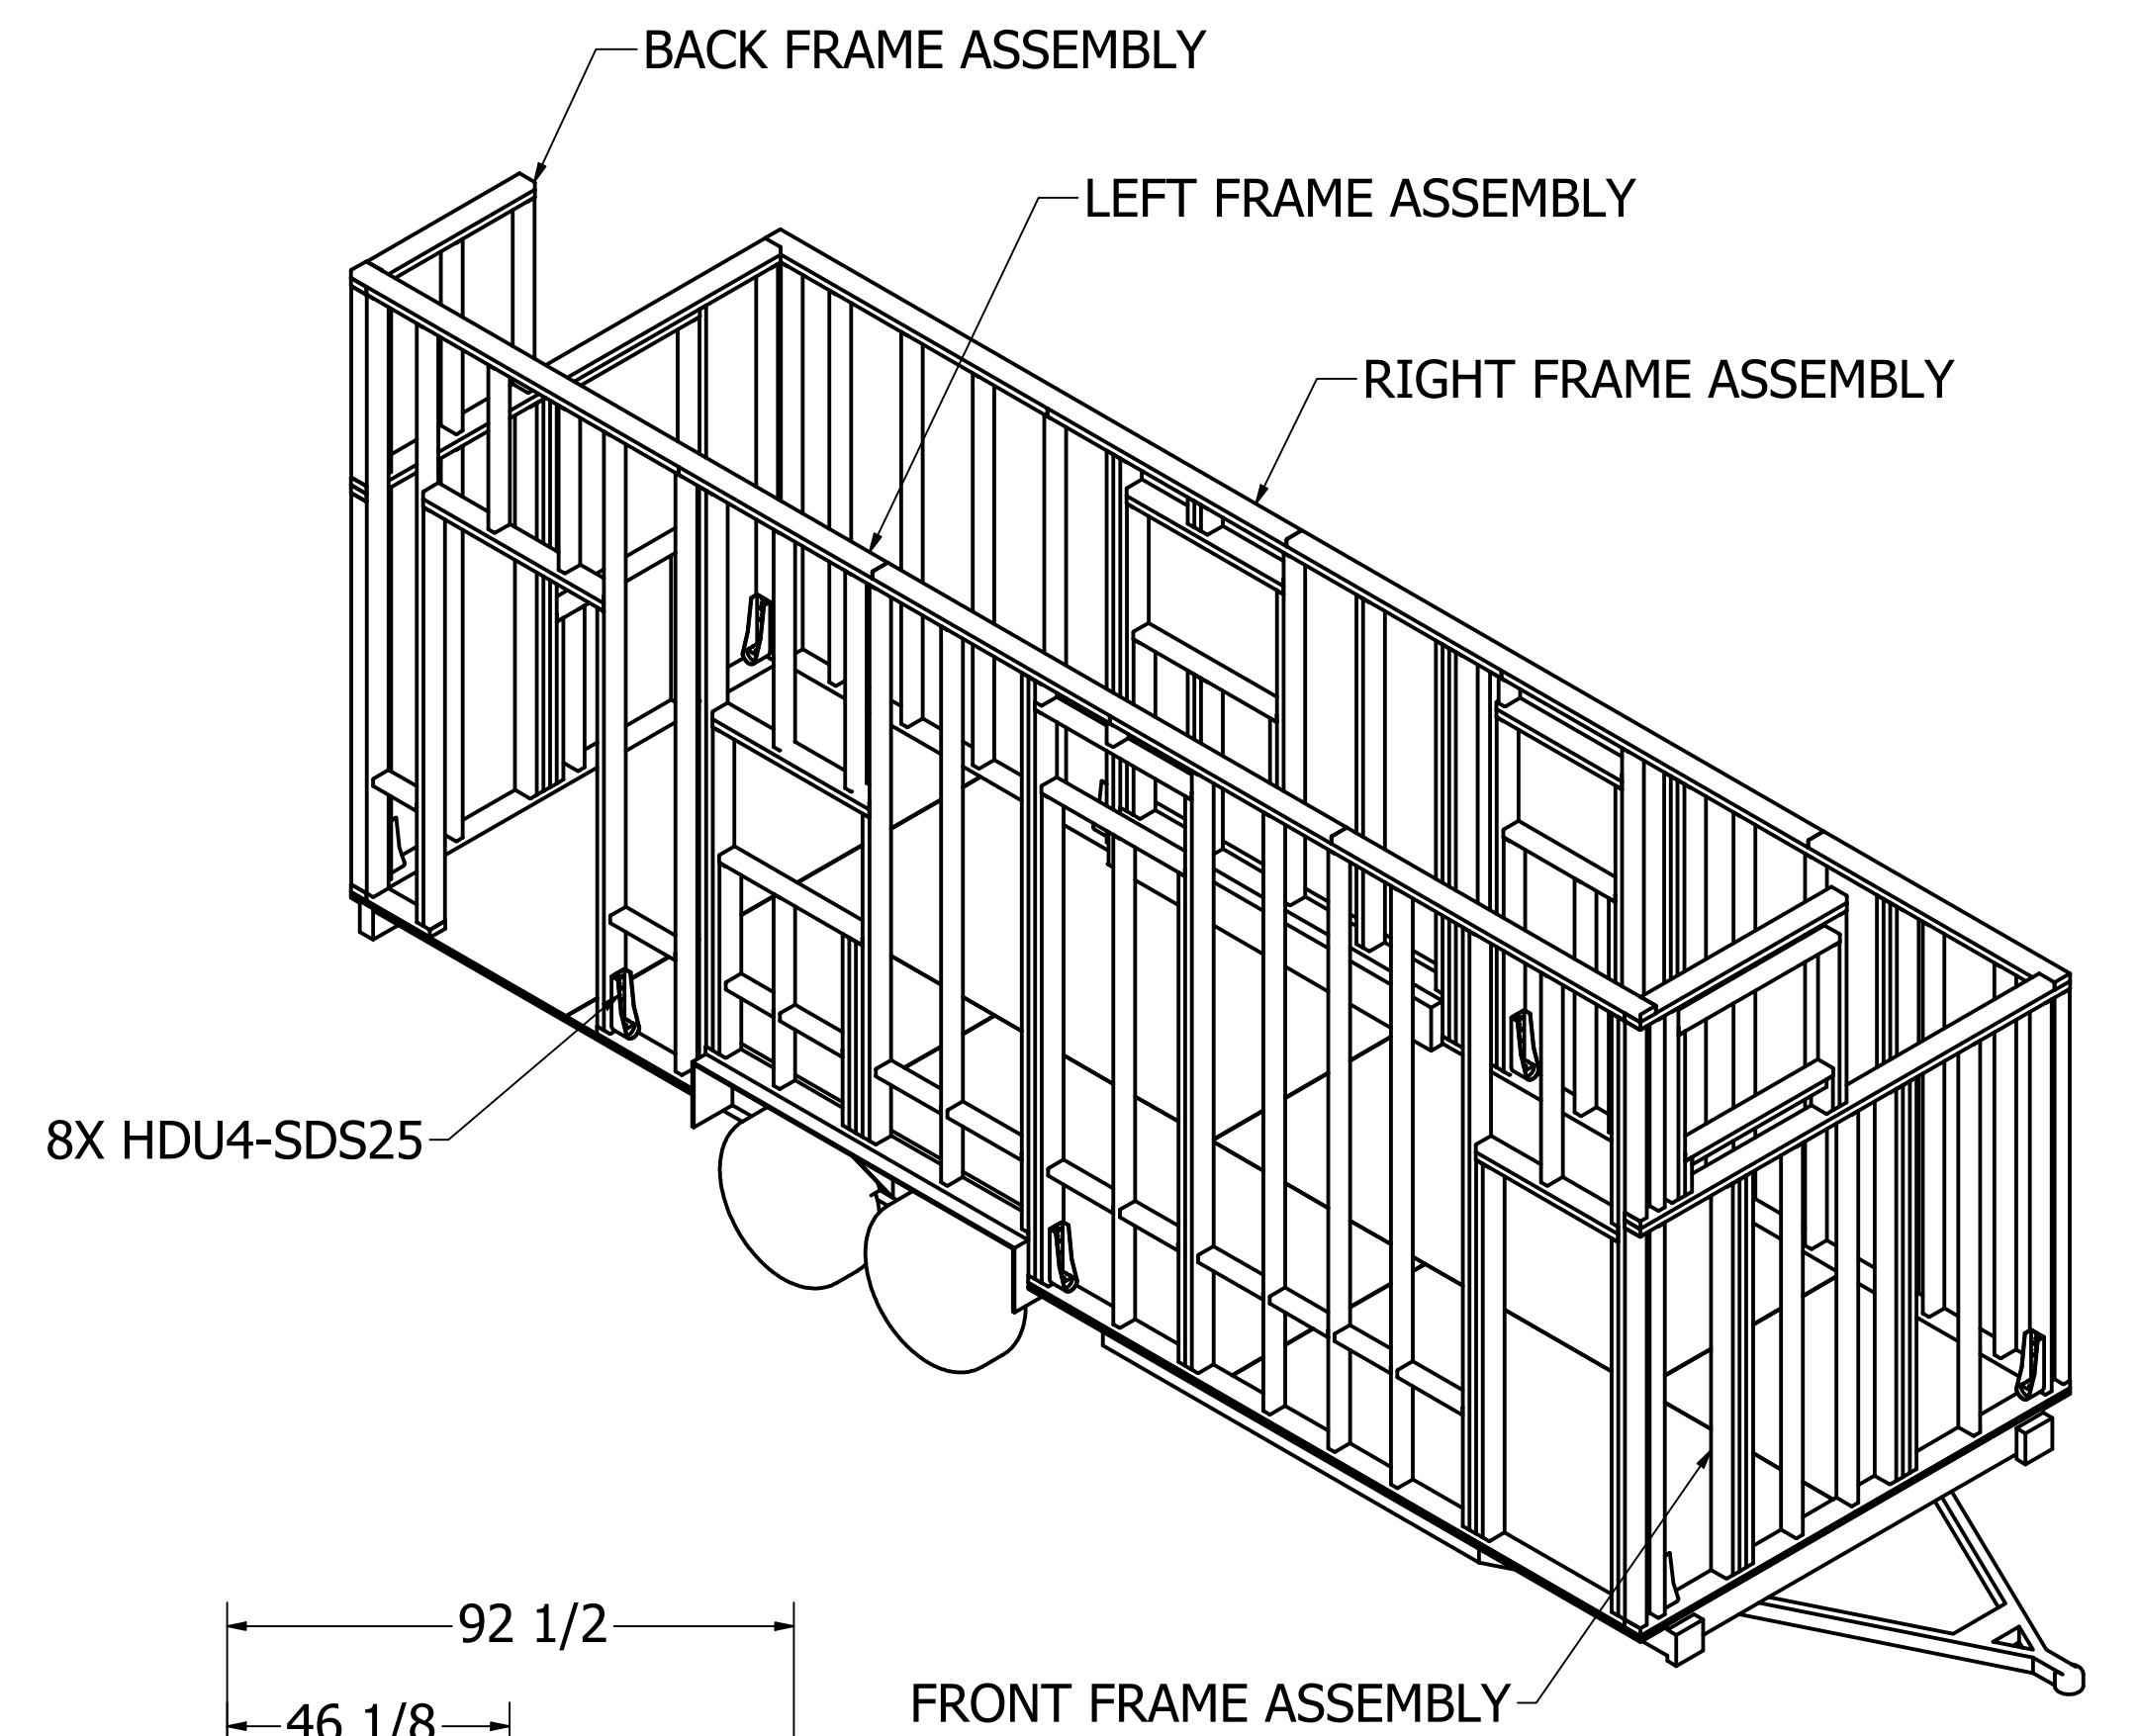 BACK FRAME ASSEMBLY
LEFT FRAME ASSEMBLY
RIGHT FRAME ASSEMBLY
8X HDU4-SDS25
92 1/2
FRONT FRAME ASSEMBLY
46 1/8